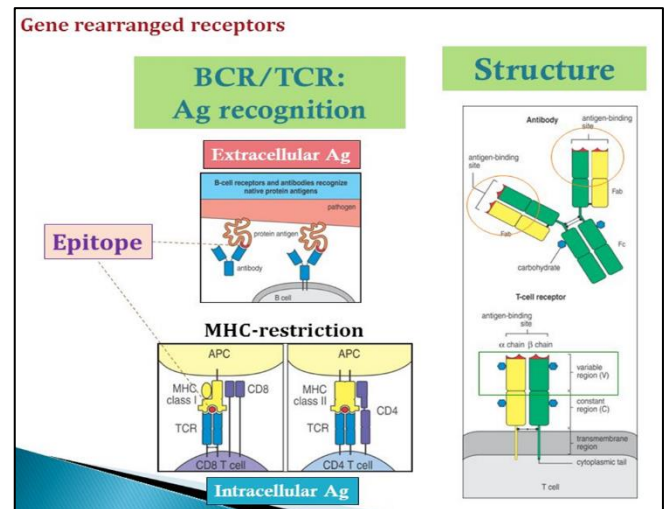 Gene rearranged receptors
BCR/TCR:
Ag recognition
Extracellular Ag
B-cell receptors and antibodies recognize
native protein antigens
pathogen
protein antigen
antibody
B cell
Epitope
MHC-restriction
APC
MHC
class I
CD8
TCR
CD8 T cell
APC
MHC
class II
CD4
TCR
CD4 T cell
Intracellular Ag
Structure
Antibody
antigen-binding
site
antigen-binding
site
Fab
Fab
Fc
carbohydrate
T-cell receptor
antigen-binding
site
α chain β chain
variable
region (V)
constant
region (C)
transmembrane
region
cytoplasmic tail
T cell